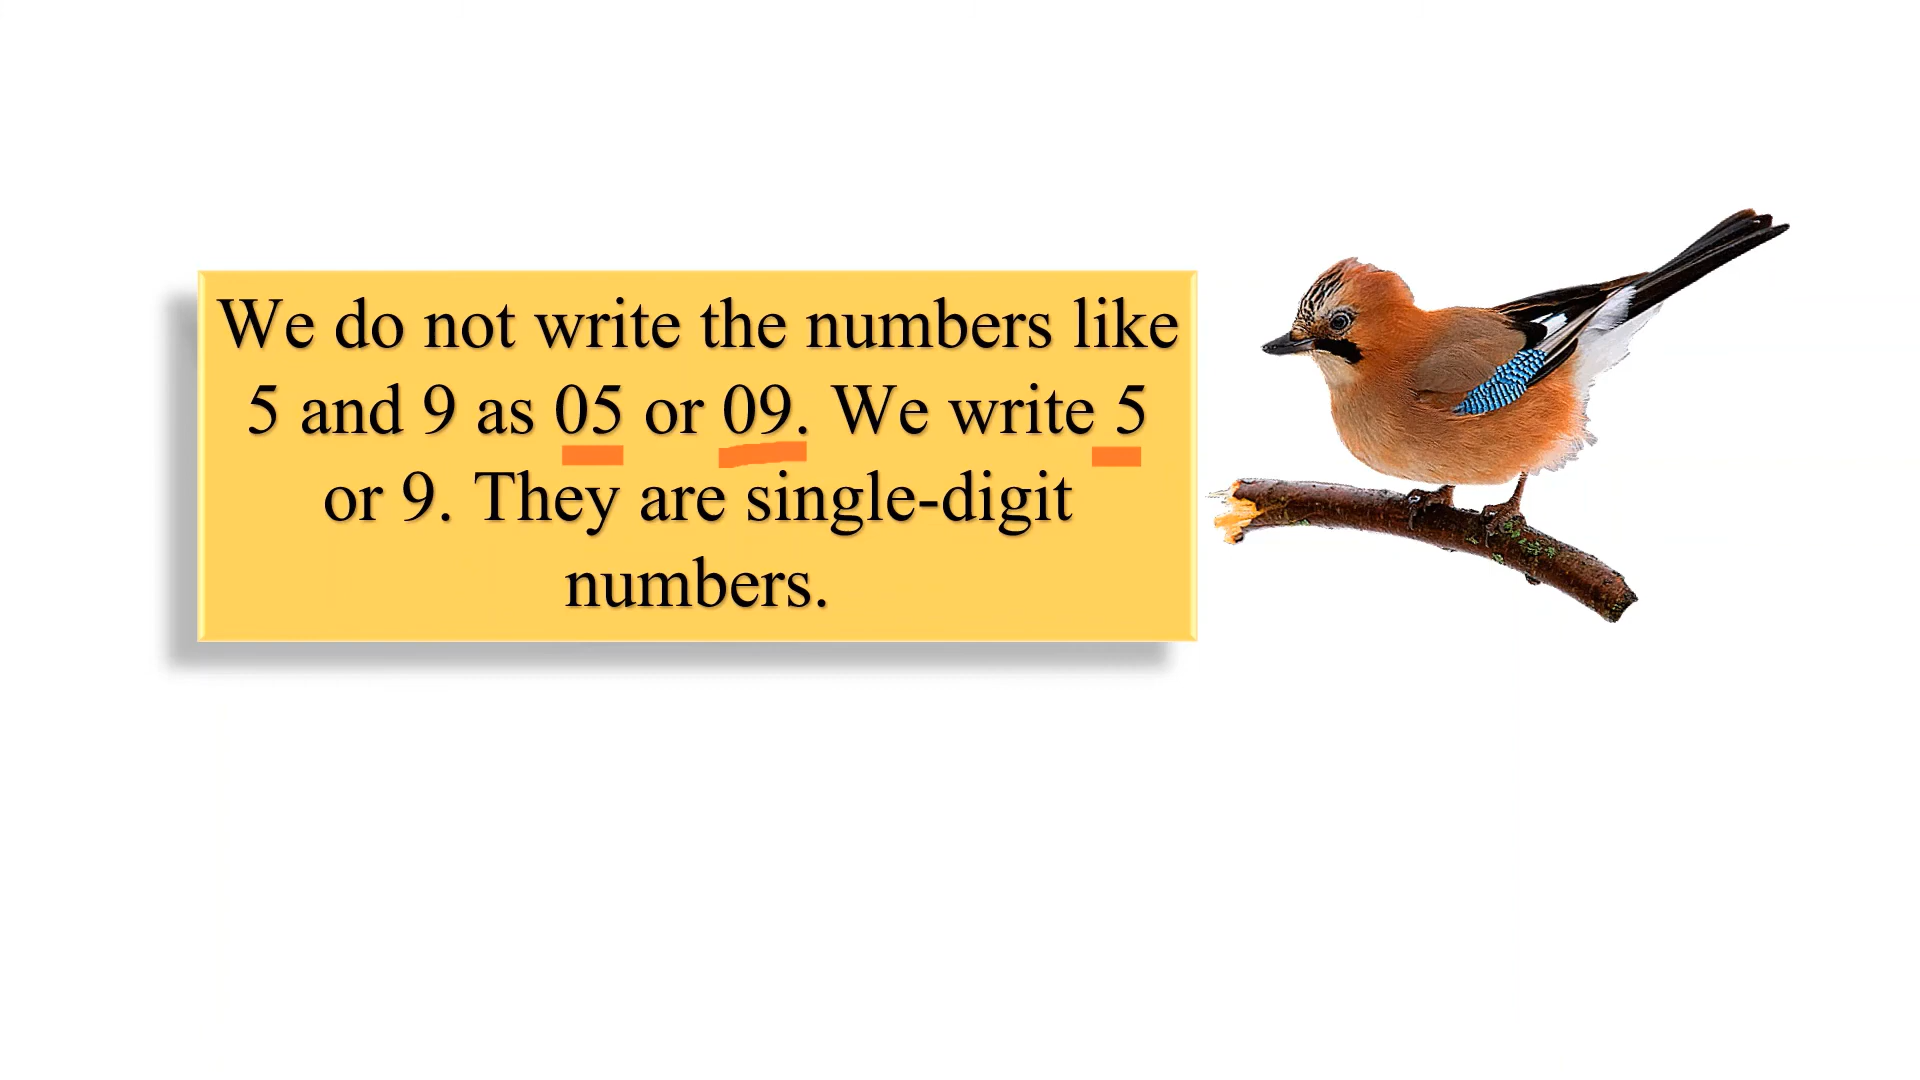 We do not write the numbers like
5 and 9 as 05 or 09. We write 5
or 9. They are single-digit
numbers.